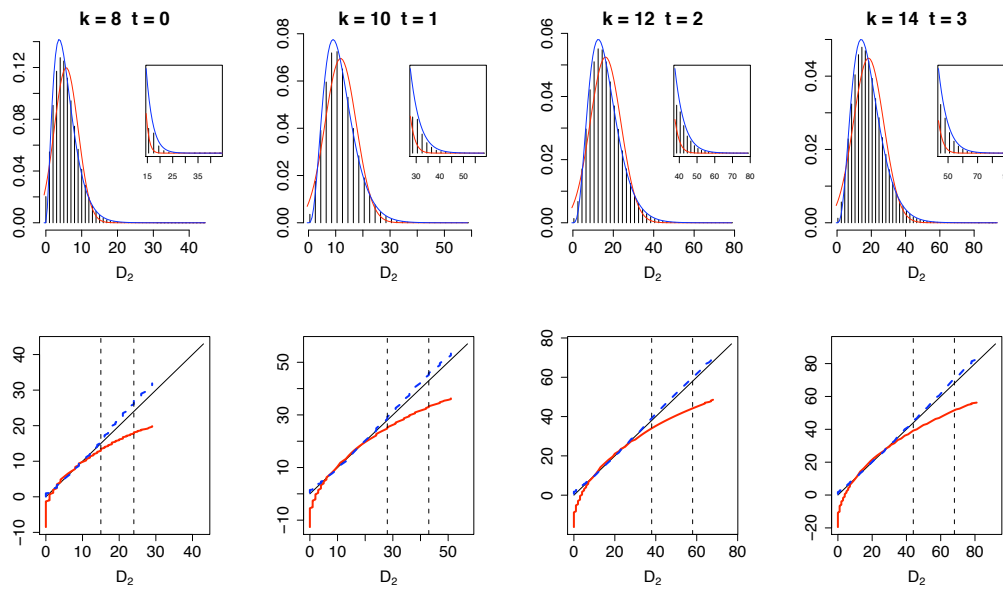 k = 8 t = 0
k = 10 t = 1
k = 12 t = 2
k = 14 t = 3
0.00 0.04 0.08 0.12
0 10 20 30 40
D2
15 25 35
0.00 0.02 0.04 0.06 0.08
0 10 20 30 40 50
D2
30 40 50
0.00 0.02 0.04 0.06
0 20 40 60 80
D2
40 50 60 70 80
0.00 0.02 0.04
0 20 40 60 80
D2
50 70
−10 0 10 20 30 40
0 10 20 30 40
D2
−10 10 30 50
0 10 30 50
D2
0 20 40 60 80
0 20 40 60 80
D2
−20 0 20 40 60 80
0 20 40 60 80
D2